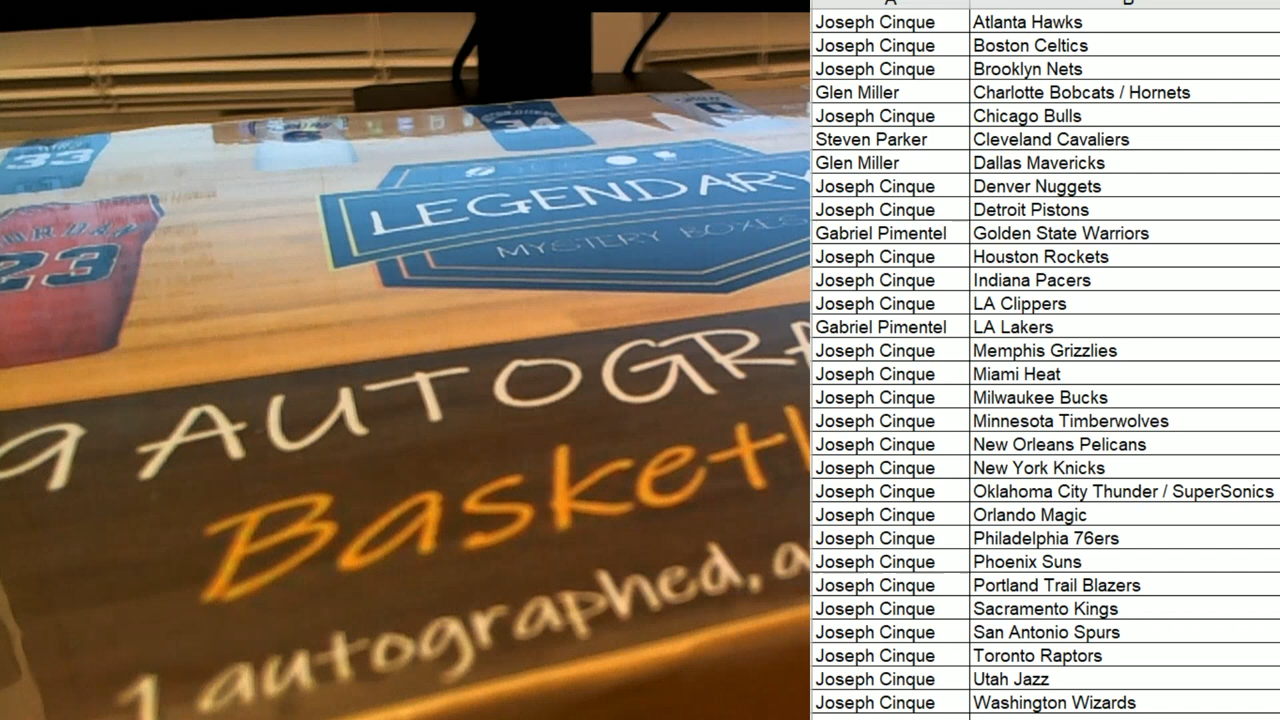 33
34
23
LEGENDARY
MYSTERY BOXES
9 AUTOGRA
Basketb
1 autographed, a
A B
Joseph Cinque Atlanta Hawks
Joseph Cinque Boston Celtics
Joseph Cinque Brooklyn Nets
Glen Miller Charlotte Bobcats / Hornets
Joseph Cinque Chicago Bulls
Steven Parker Cleveland Cavaliers
Glen Miller Dallas Mavericks
Joseph Cinque Denver Nuggets
Joseph Cinque Detroit Pistons
Gabriel Pimentel Golden State Warriors
Joseph Cinque Houston Rockets
Joseph Cinque Indiana Pacers
Joseph Cinque LA Clippers
Gabriel Pimentel LA Lakers
Joseph Cinque Memphis Grizzlies
Joseph Cinque Miami Heat
Joseph Cinque Milwaukee Bucks
Joseph Cinque Minnesota Timberwolves
Joseph Cinque New Orleans Pelicans
Joseph Cinque New York Knicks
Joseph Cinque Oklahoma City Thunder / SuperSonics
Joseph Cinque Orlando Magic
Joseph Cinque Philadelphia 76ers
Joseph Cinque Phoenix Suns
Joseph Cinque Portland Trail Blazers
Joseph Cinque Sacramento Kings
Joseph Cinque San Antonio Spurs
Joseph Cinque Toronto Raptors
Joseph Cinque Utah Jazz
Joseph Cinque Washington Wizards